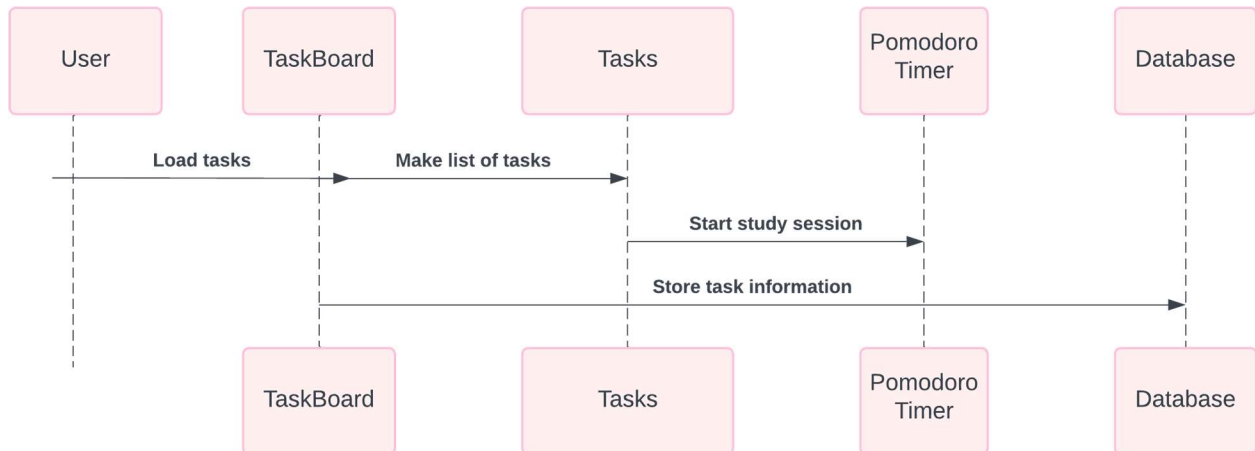 User
TaskBoard
Tasks
Pomodoro
Timer
Database
Load tasks
Make list of tasks
Start study session
Store task information
TaskBoard
Tasks
Pomodoro
Timer
Database